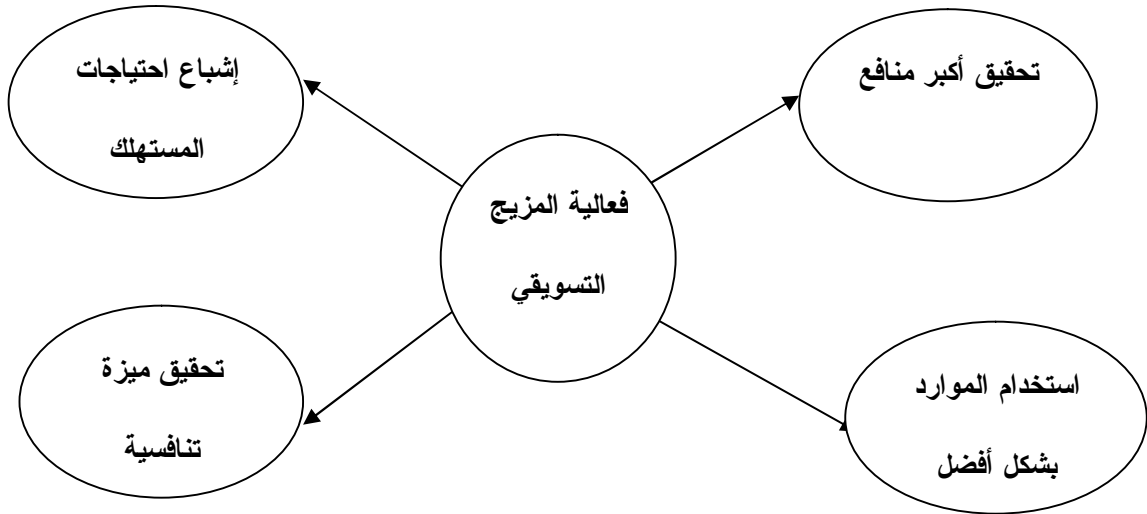 تحقيق أكبر منافع
إشباع احتياجات
المستهلك
فعالية المزيج
التسويقي
استخدام الموارد
بشكل أفضل
تحقيق ميزة
تنافسية